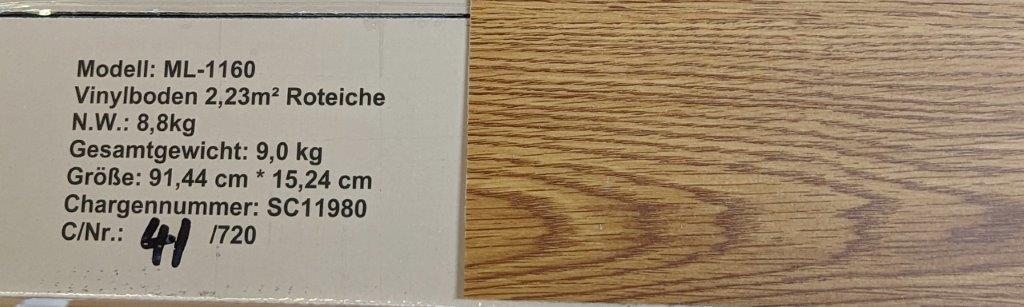 Modell: ML-1160
Vinylboden 2,23m² Roteiche
N.W.: 8,8kg
Gesamtgewicht: 9,0 kg
Größe: 91,44 cm * 15,24 cm
Chargennummer: SC11980
C/Nr.: 41 /720